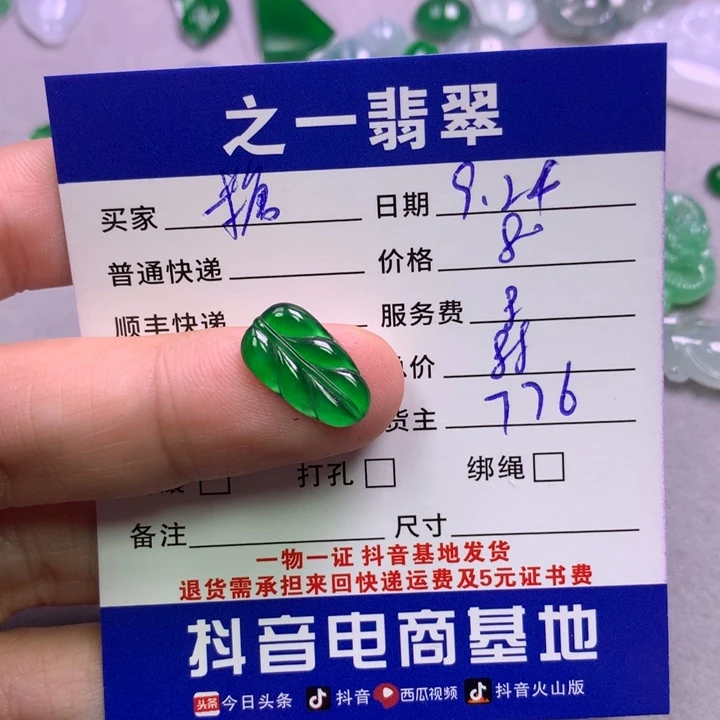 之一翡翠
买家 糖 日期 9.24
普通快递 价格 80
顺丰快递 服务费
总价
货主 776
打孔 绑绳
备注 尺寸
一物一证 抖音基地发货
退货需承担来回快递运费及5元证书费
抖音电商基地
头条 今日头条 抖音 西瓜视频 抖音火山版